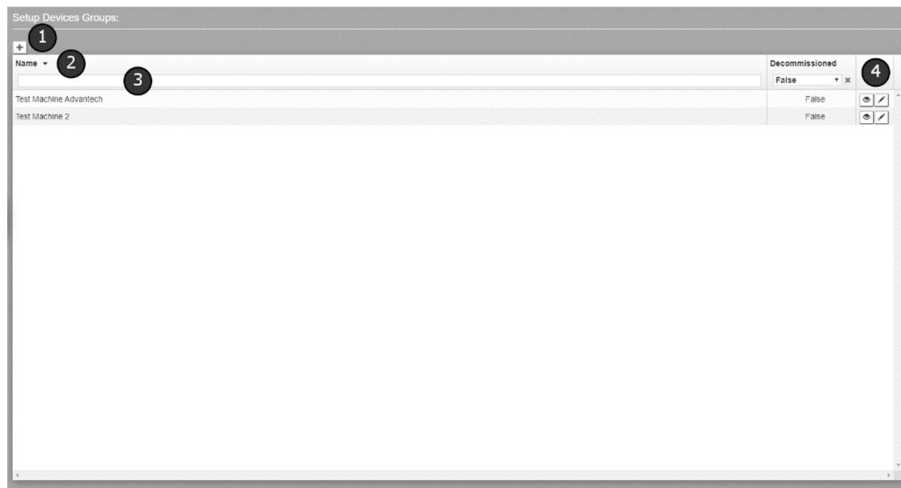 Setup Devices Groups:
1
+
Name 2 Decommissioned
3 False × 4
Test Machine Advantech False
Test Machine 2 False